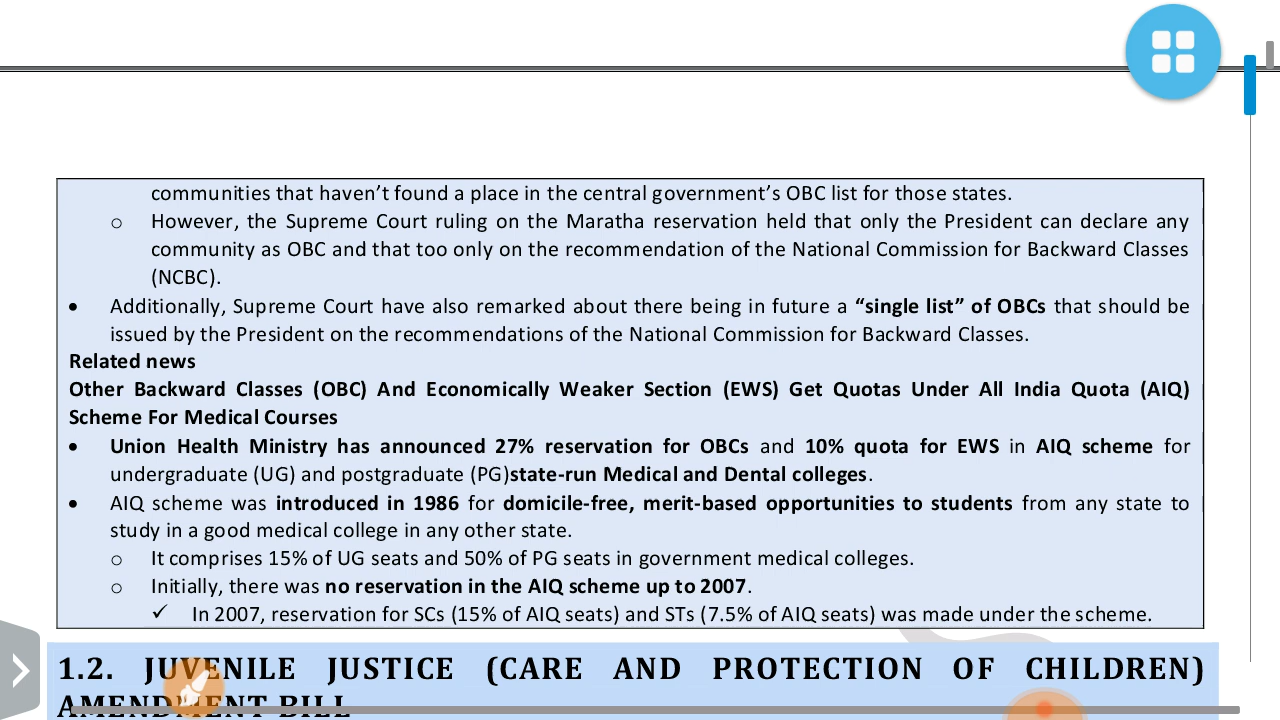 communities that haven’t found a place in the central government’s OBC list for those states.
o However, the Supreme Court ruling on the Maratha reservation held that only the President can declare any
community as OBC and that too only on the recommendation of the National Commission for Backward Classes
(NCBC).
• Additionally, Supreme Court have also remarked about there being in future a “single list” of OBCs that should be
issued by the President on the recommendations of the National Commission for Backward Classes.
Related news
Other Backward Classes (OBC) And Economically Weaker Section (EWS) Get Quotas Under All India Quota (AIQ)
Scheme For Medical Courses
• Union Health Ministry has announced 27% reservation for OBCs and 10% quota for EWS in AIQ scheme for
undergraduate (UG) and postgraduate (PG)state-run Medical and Dental colleges.
• AIQ scheme was introduced in 1986 for domicile-free, merit-based opportunities to students from any state to
study in a good medical college in any other state.
o It comprises 15% of UG seats and 50% of PG seats in government medical colleges.
o Initially, there was no reservation in the AIQ scheme up to 2007.
✓ In 2007, reservation for SCs (15% of AIQ seats) and STs (7.5% of AIQ seats) was made under the scheme.
1.2. JUVENILE JUSTICE (CARE AND PROTECTION OF CHILDREN)
AMENDMENT BILL